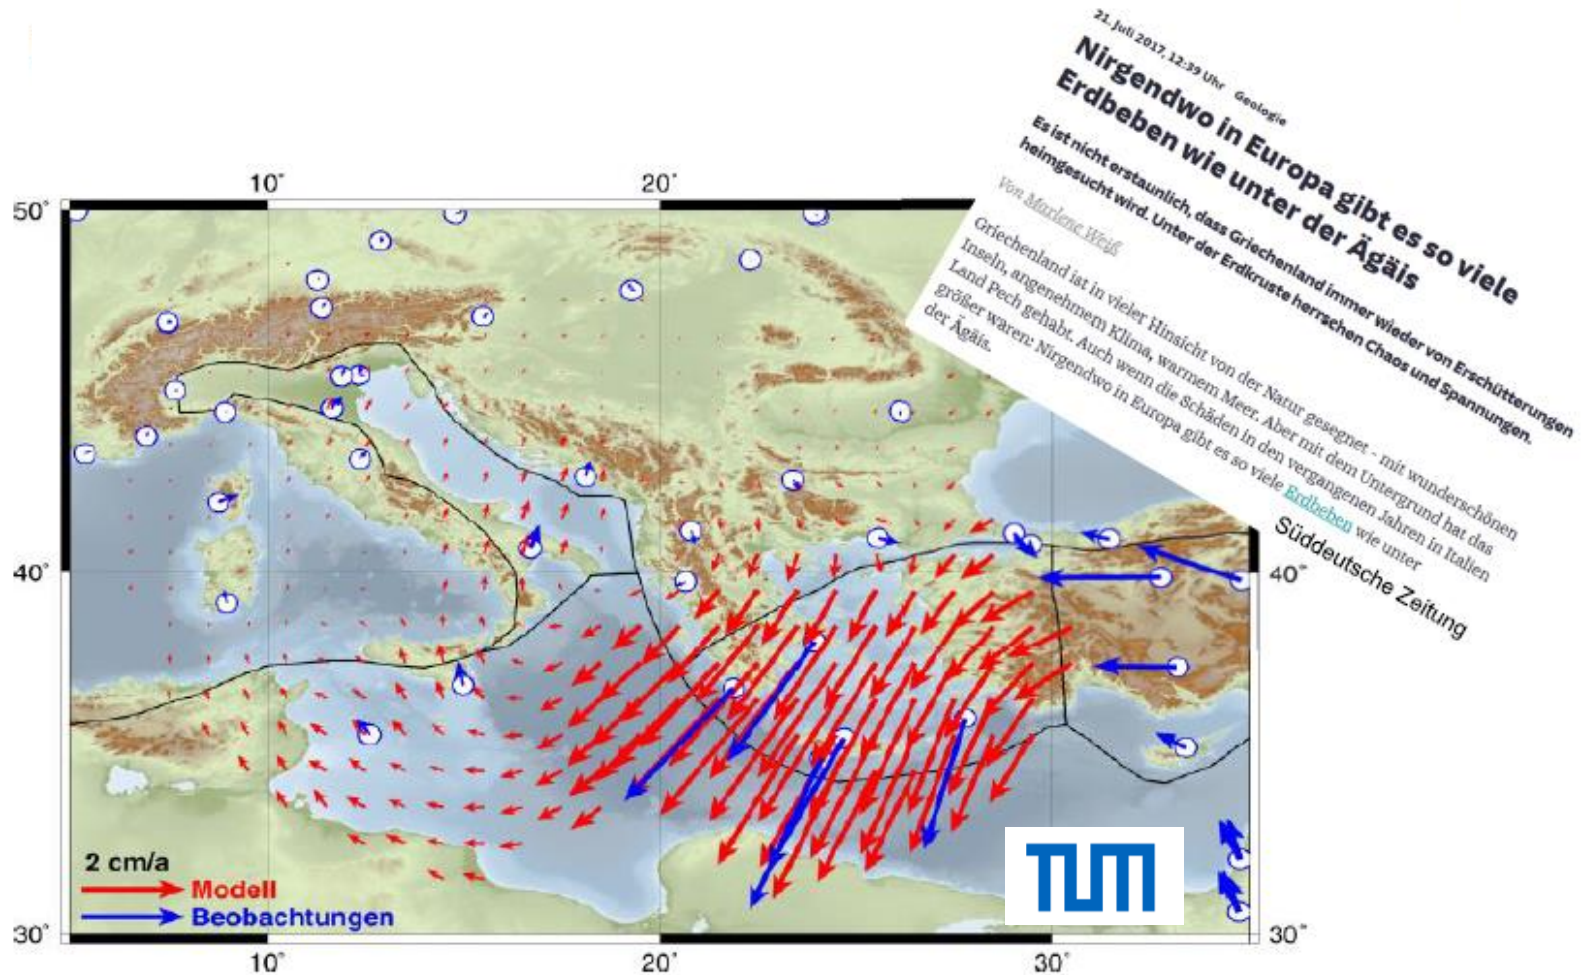 21. Juli 2017, 12:39 Uhr Geologie
Nirgendwo in Europa gibt es so viele
Erdbeben wie unter der Ägäis
Es ist nicht erstaunlich, dass Griechenland immer wieder von Erschütterungen
heimgesucht wird. Unter der Erdkruste herrschen Chaos und Spannungen.
Von Marlene Weiß
Griechenland ist in vieler Hinsicht von der Natur gesegnet - mit wunderschönen
Inseln, angenehmem Klima, warmem Meer. Aber mit dem Untergrund hat das
Land Pech gehabt. Auch wenn die Schäden in den vergangenen Jahren in Italien
größer waren: Nirgendwo in Europa gibt es so viele Erdbeben wie unter
der Ägäis.
Süddeutsche Zeitung
10° 20°
50°
40° 40°
2 cm/a
Modell
Beobachtungen
TUM
30° 30°
10° 20° 30°